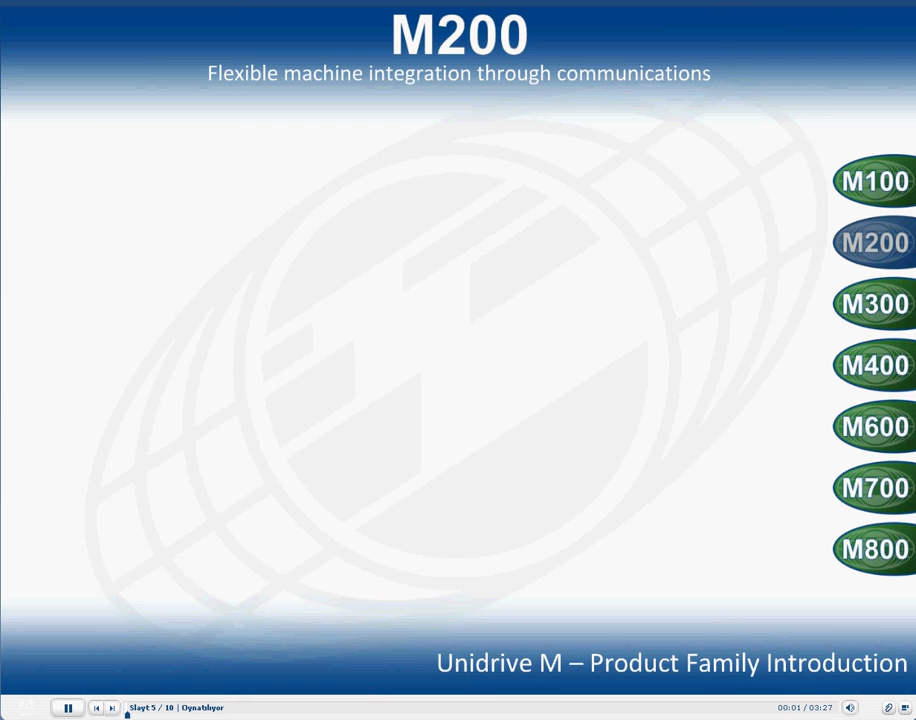 M200
Flexible machine integration through communications
M100
M200
M300
M400
M600
M700
M800
Unidrive M – Product Family Introduction
Slayt 5 / 10 | Oynatılıyor
00:01 / 03:27